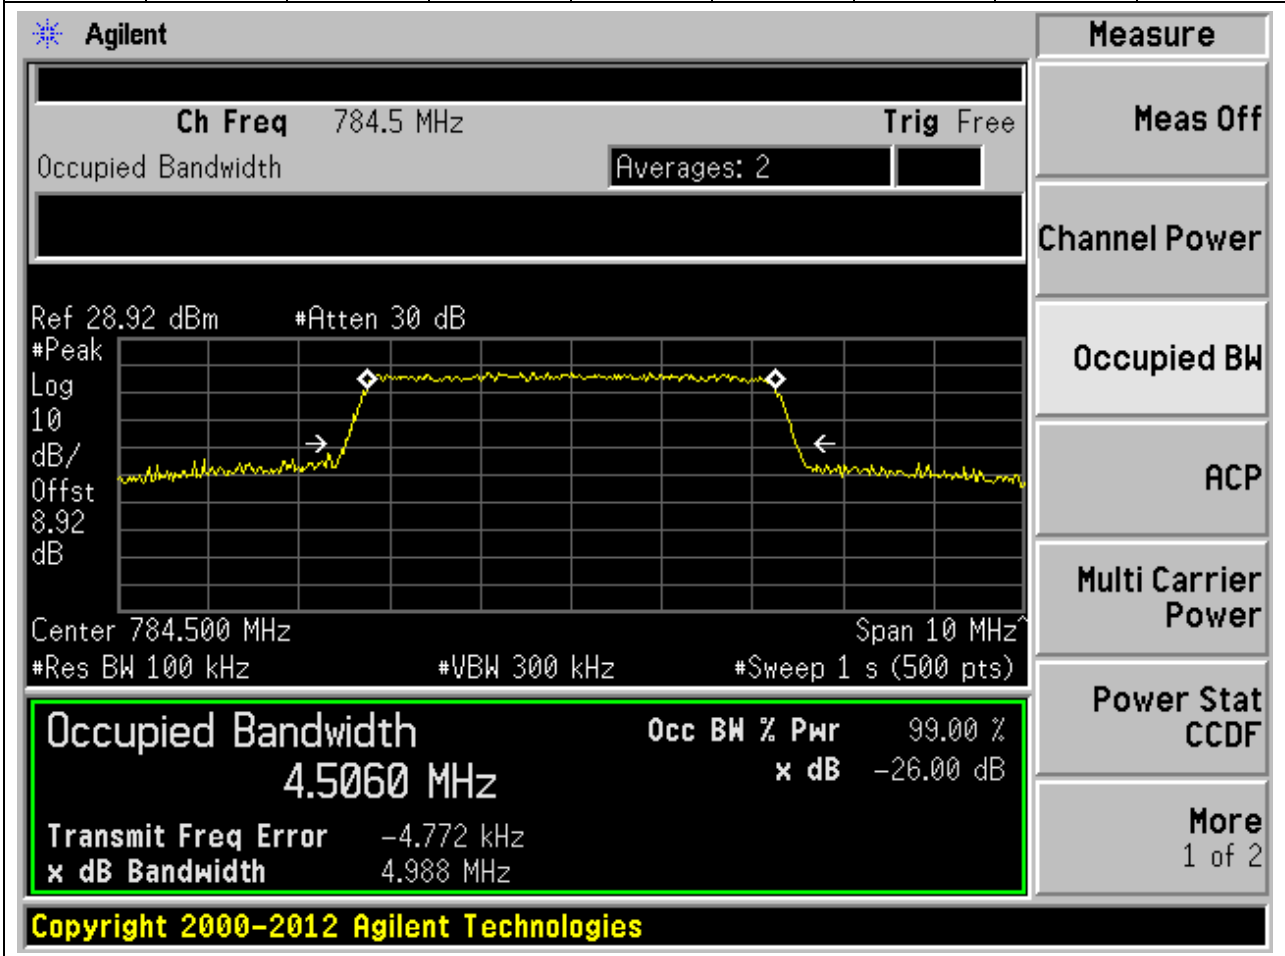 Agilent
Measure
Ch Freq 784.5 MHz Trig Free
Occupied Bandwidth Averages: 2
Meas Off
Channel Power
Occupied BW
ACP
Multi Carrier
Power
Power Stat
CCDF
More
1 of 2
Ref 28.92 dBm #Atten 30 dB
#Peak
Log
10
dB/
Offst
8.92
dB
Center 784.500 MHz Span 10 MHz^
#Res BW 100 kHz #VBW 300 kHz #Sweep 1 s (500 pts)
Occupied Bandwidth Occ BW % Pwr 99.00 %
4.5060 MHz x dB -26.00 dB
Transmit Freq Error -4.772 kHz
x dB Bandwidth 4.988 MHz
Copyright 2000-2012 Agilent Technologies